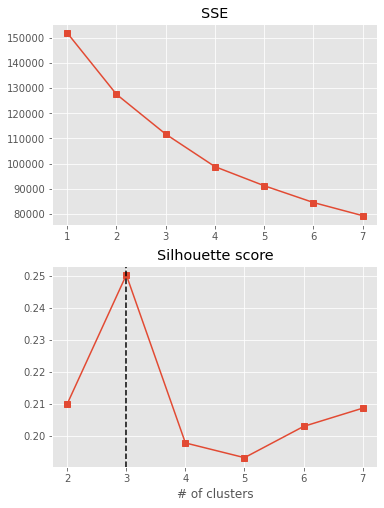 SSE
150000
140000
130000
120000
110000
100000
90000
80000
1 2 3 4 5 6 7
Silhouette score
0.25
0.24
0.23
0.22
0.21
0.20
2 3 4 5 6 7
# of clusters